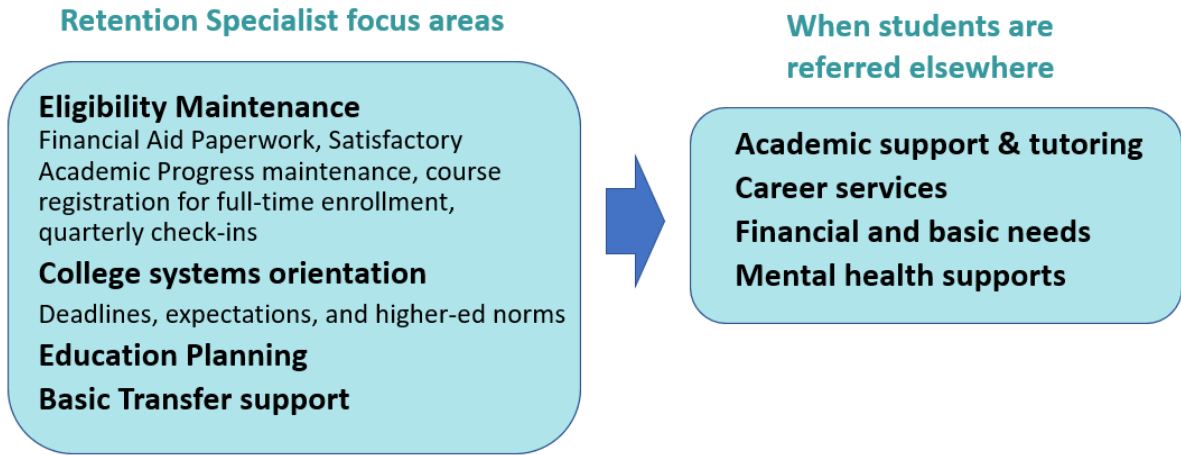 Retention Specialist focus areas
Eligibility Maintenance
Financial Aid Paperwork, Satisfactory
Academic Progress maintenance, course
registration for full-time enrollment,
quarterly check-ins
College systems orientation
Deadlines, expectations, and higher-ed norms
Education Planning
Basic Transfer support
When students are
referred elsewhere
Academic support & tutoring
Career services
Financial and basic needs
Mental health supports